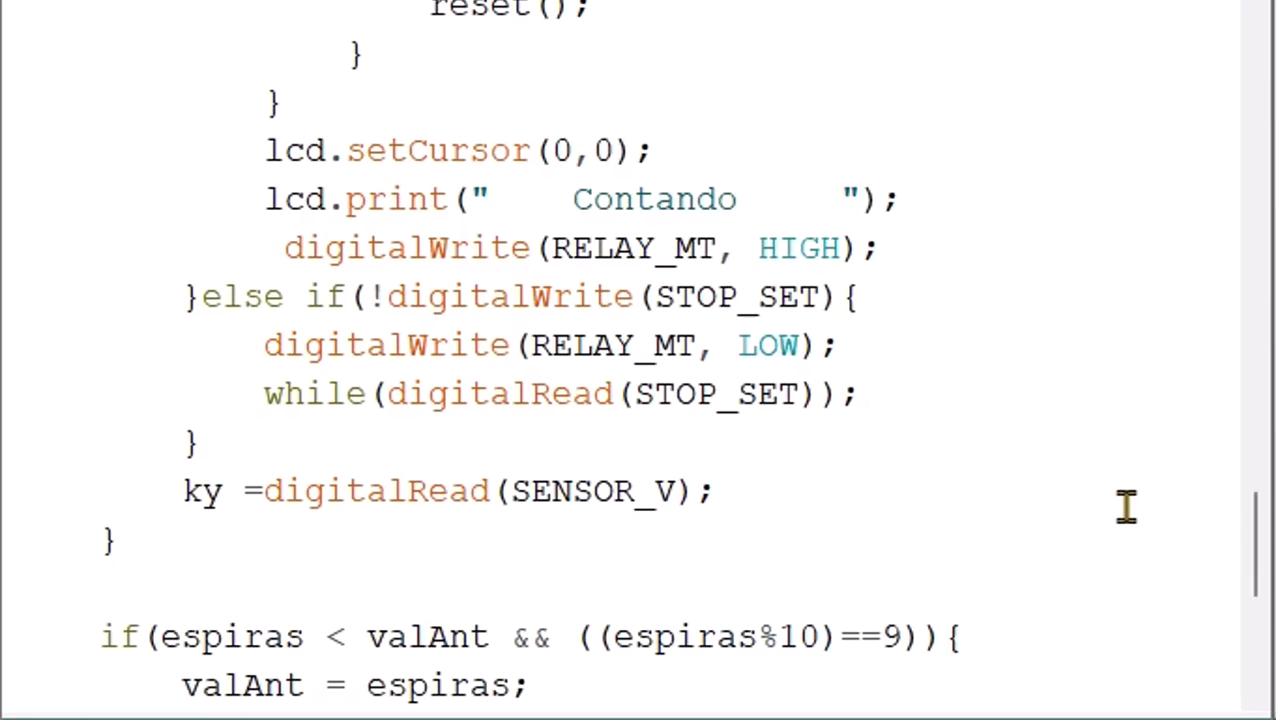 reset();
}
}
lcd.setCursor(0,0);
lcd.print("    Contando     ");
digitalWrite(RELAY_MT, HIGH);
}else if(!digitalWrite(STOP_SET){
digitalWrite(RELAY_MT, LOW);
while(digitalRead(STOP_SET));
}
ky =digitalRead(SENSOR_V);
}
if(espiras < valAnt && ((espiras%10)==9)){
valAnt = espiras;